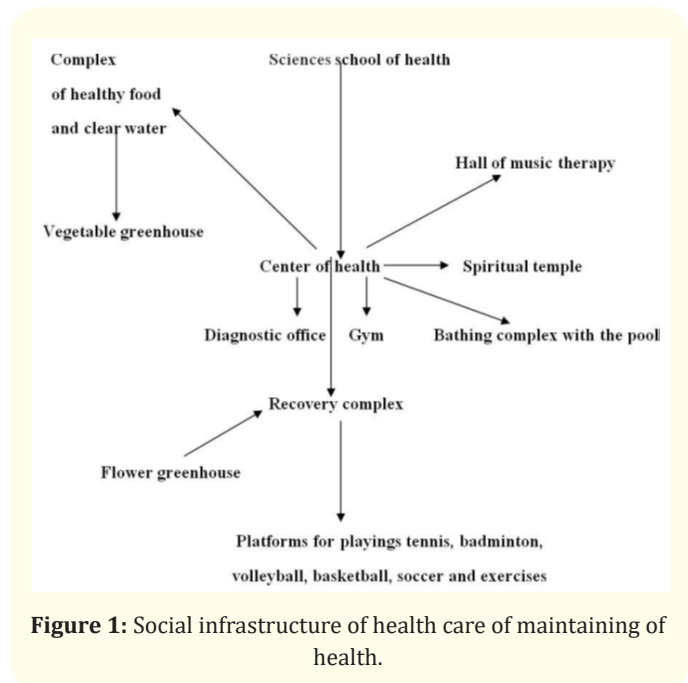 Complex
of healthy food
and clear water
Sciences school of health
Hall of music therapy
Vegetable greenhouse
Center of health
Spiritual temple
Diagnostic office
Gym
Bathing complex with the pool
Recovery complex
Flower greenhouse
Platforms for playings tennis, badminton,
volleyball, basketball, soccer and exercises
Figure 1: Social infrastructure of health care of maintaining of
health.